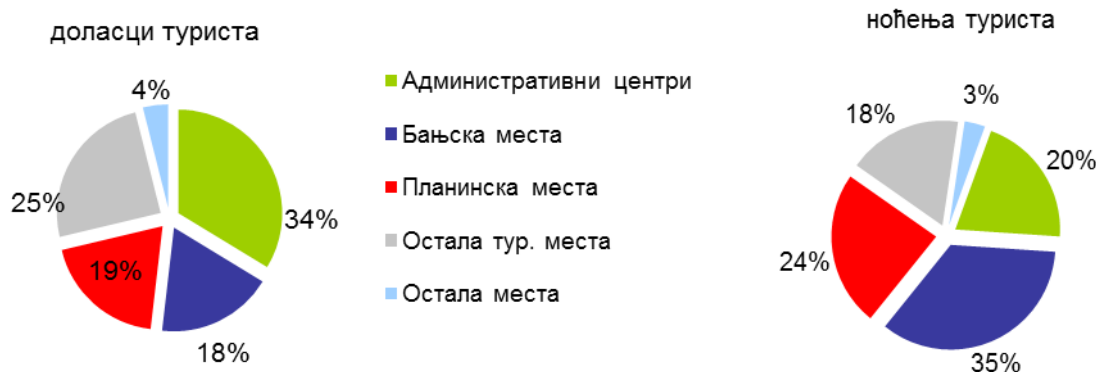 доласци туриста
4%
34%
25%
19%
18%
Административни центри
Бањска места
Планинска места
Остала тур. места
Остала места
ноћења туриста
3%
18%
20%
24%
35%